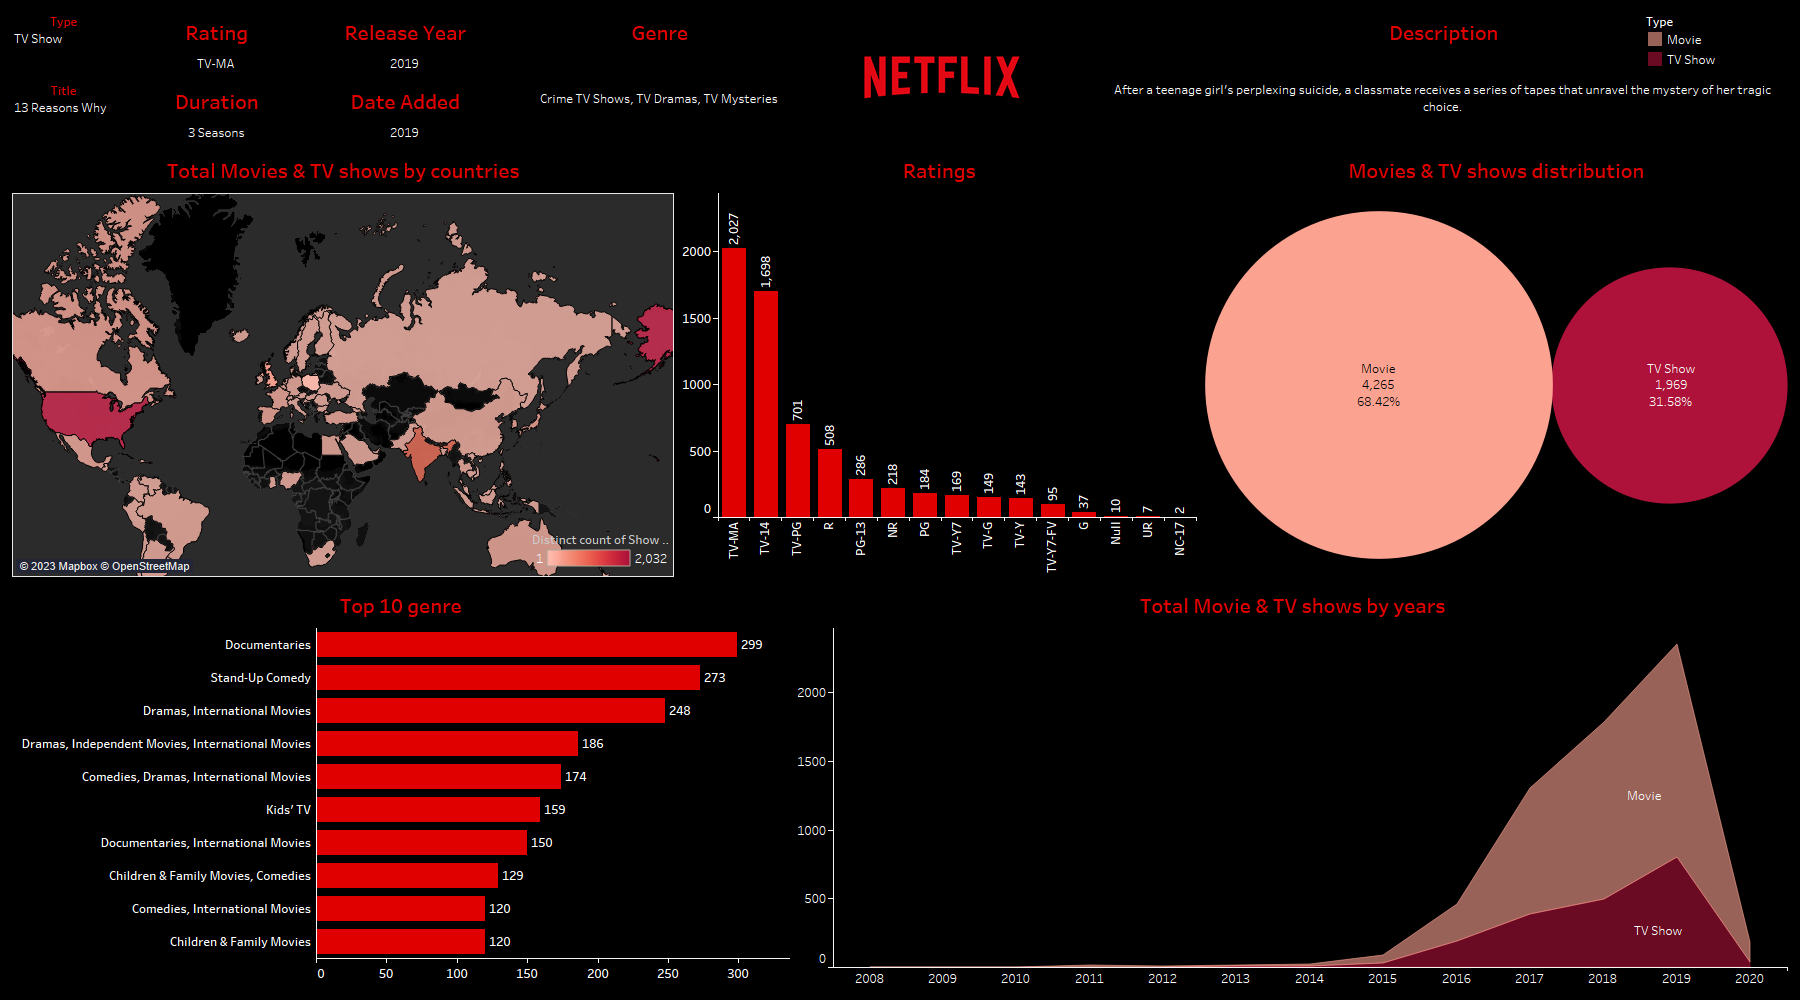 Type
TV Show
Title
13 Reasons Why
Rating
TV-MA
Duration
3 Seasons
Release Year
2019
Date Added
2019
Genre
Crime TV Shows, TV Dramas, TV Mysteries
NETFLIX
Description
After a teenage girl's perplexing suicide, a classmate receives a series of tapes that unravel the mystery of her tragic
choice.
Type
Movie
TV Show
Total Movies & TV shows by countries
Distinct count of Show ..
1
2,032
© 2023 Mapbox © OpenStreetMap
Ratings
2000
1500
1000
500
0
2,027
1,698
701
508
286
218
184
169
149
143
95
37
10
7
2
TV-MA
TV-14
TV-PG
R
PG-13
NR
PG
TV-Y7
TV-G
TV-Y
TV-Y7-FV
G
Null
UR
NC-17
Movies & TV shows distribution
Movie
4,265
68.42%
TV Show
1,969
31.58%
Top 10 genre
Documentaries 299
Stand-Up Comedy 273
Dramas, International Movies 248
Dramas, Independent Movies, International Movies 186
Comedies, Dramas, International Movies 174
Kids' TV 159
Documentaries, International Movies 150
Children & Family Movies, Comedies 129
Comedies, International Movies 120
Children & Family Movies 120
0 50 100 150 200 250 300
Total Movie & TV shows by years
2000
1500
1000
500
0
Movie
TV Show
2008 2009 2010 2011 2012 2013 2014 2015 2016 2017 2018 2019 2020